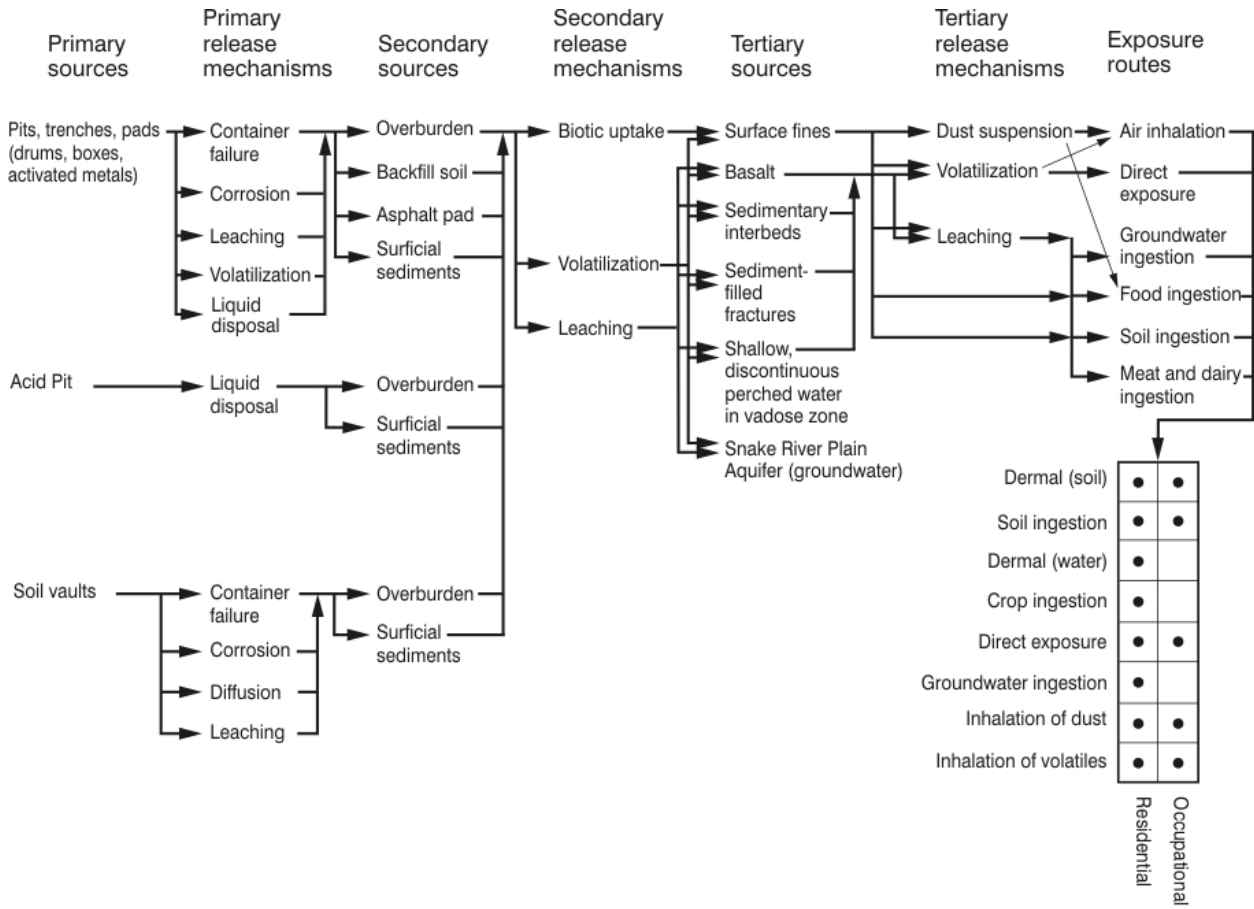 Primary
sources
Primary
release
mechanisms
Secondary
sources
Secondary
release
mechanisms
Tertiary
sources
Tertiary
release
mechanisms
Exposure
routes
Pits, trenches, pads
(drums, boxes,
activated metals)
Container
failure
Corrosion
Leaching
Volatilization
Liquid
disposal
Overburden
Backfill soil
Asphalt pad
Surficial
sediments
Acid Pit
Liquid
disposal
Overburden
Surficial
sediments
Soil vaults
Container
failure
Corrosion
Diffusion
Leaching
Overburden
Surficial
sediments
Biotic uptake
Volatilization
Leaching
Surface fines
Basalt
Sedimentary
interbeds
Sediment-
filled
fractures
Shallow,
discontinuous
perched water
in vadose zone
Snake River Plain
Aquifer (groundwater)
Dust suspension
Volatilization
Leaching
Air inhalation
Direct
exposure
Groundwater
ingestion
Food ingestion
Soil ingestion
Meat and dairy
ingestion
Dermal (soil)
Soil ingestion
Dermal (water)
Crop ingestion
Direct exposure
Groundwater ingestion
Inhalation of dust
Inhalation of volatiles
Residential
Occupational